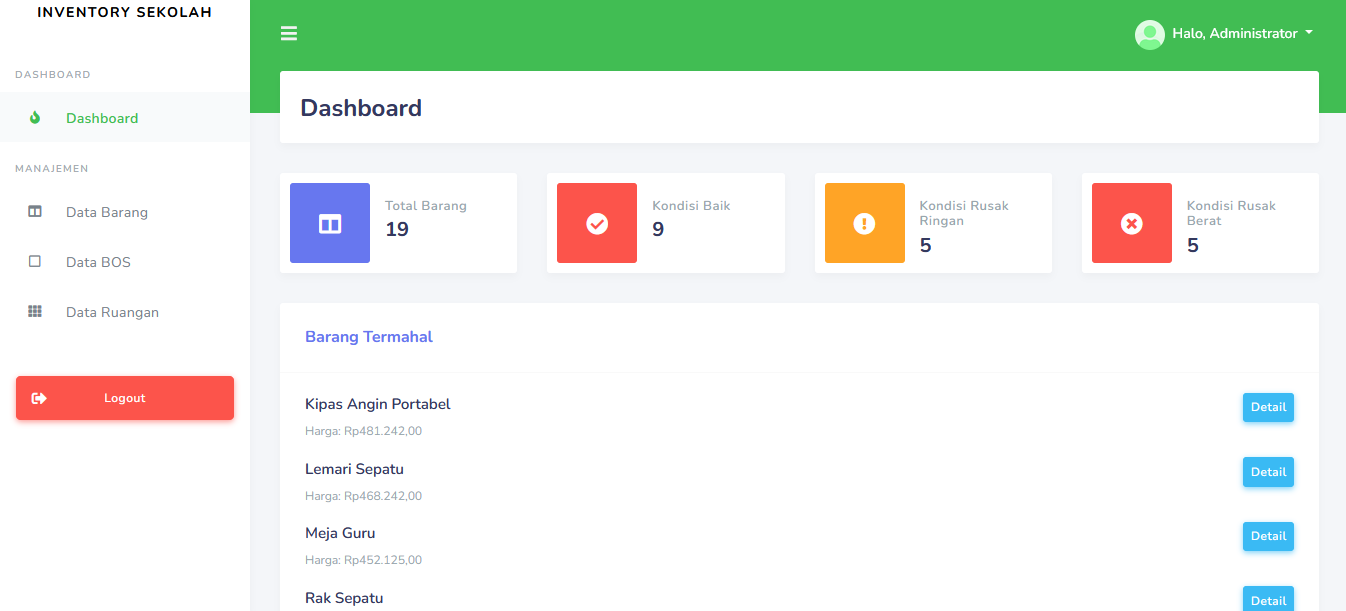 INVENTORY SEKOLAH
Halo, Administrator
DASHBOARD
Dashboard
MANAJEMEN
Data Barang
Data BOS
Data Ruangan
Logout
Dashboard
Total Barang
19
Kondisi Baik
9
Kondisi Rusak
Ringan
5
Kondisi Rusak
Berat
5
Barang Termahal
Kipas Angin Portabel
Harga: Rp481.242,00
Detail
Lemari Sepatu
Harga: Rp468.242,00
Detail
Meja Guru
Harga: Rp452.125,00
Detail
Rak Sepatu
Detail